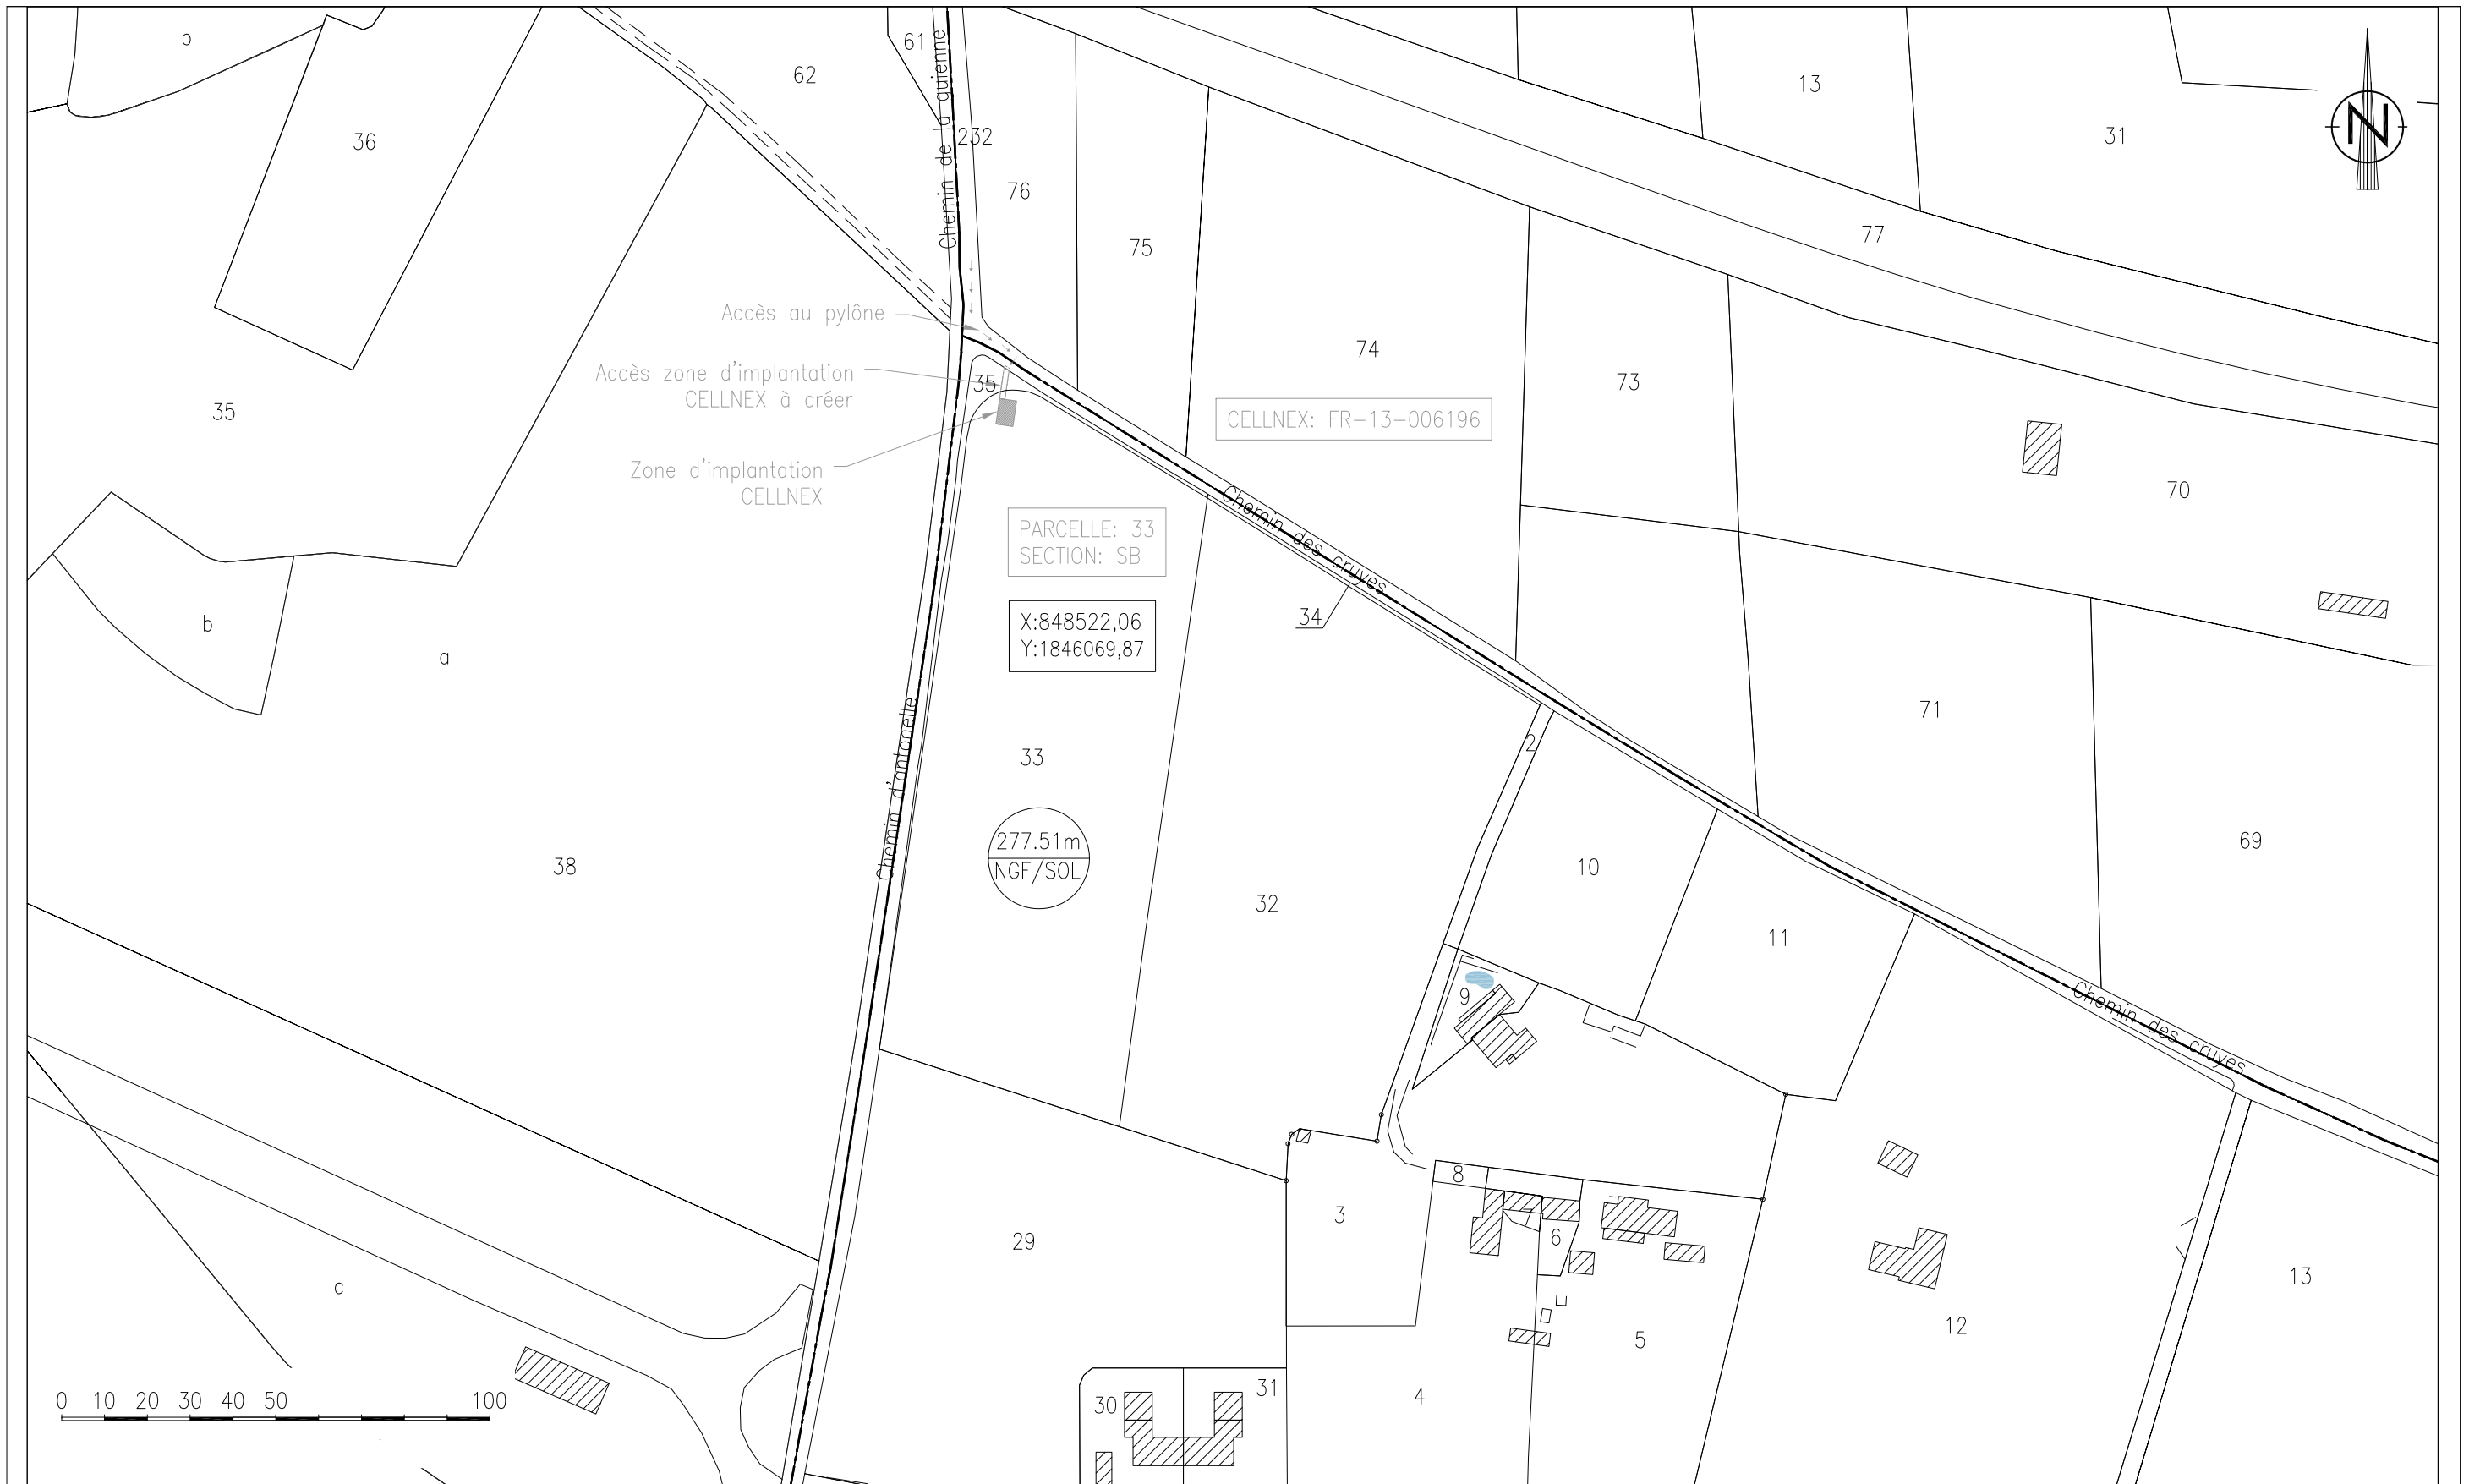 b
36
62
61
Chemin de la quienne
232
76
75
13
31
N
77
Accès au pylône
Accès zone d'implantation
CELLNEX à créer
35
35
Zone d'implantation
CELLNEX
74
CELLNEX: FR-13-006196
73
70
PARCELLE: 33
SECTION: SB
X:848522,06
Y:1846069,87
Chemin des cruyes
34
b
a
Chemin d'antonelle
33
2
71
69
277.51m
NGF/SOL
38
32
10
11
9
Chemin des cruyes
8
3
7
6
29
c
13
12
5
4
31
30
0 10 20 30 40 50 100